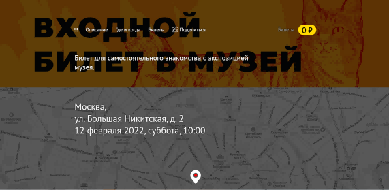 ВХОДНОЙ
0 ₽
БИЛЕТ В МУЗЕЙ
Билет для самостоятельного знакомства с экспозицией
музея.
Москва,
ул. Большая Никитская, д. 2
12 февраля 2022, суббота, 10:00